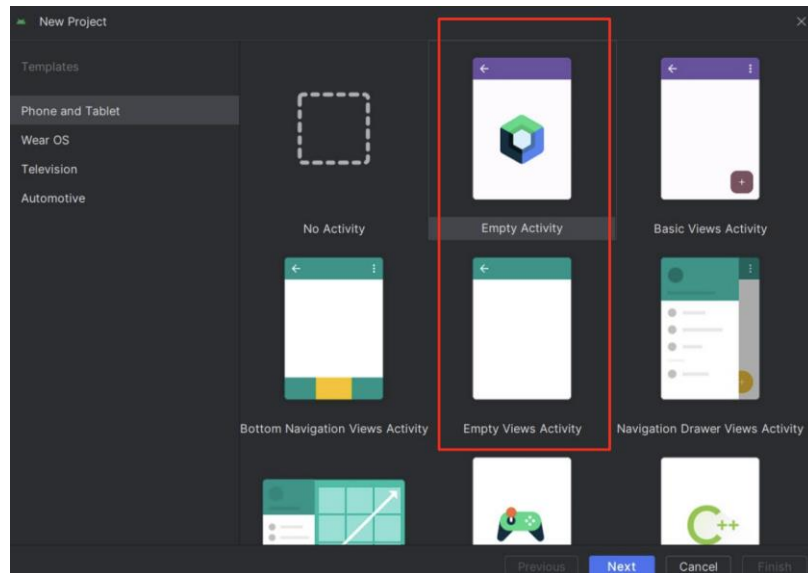 New Project
Templates
Phone and Tablet
Wear OS
Television
Automotive
No Activity
Empty Activity
Basic Views Activity
Bottom Navigation Views Activity
Empty Views Activity
Navigation Drawer Views Activity
C++
Previous
Next
Cancel
Finish